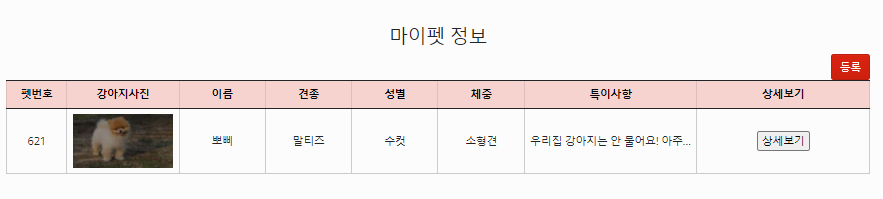 마이펫 정보
등록
펫번호 강아지사진 이름 견종 성별 체중 특이사항 상세보기
621 뽀삐 말티즈 수컷 소형견 우리집 강아지는 안 물어요! 아주... 상세보기